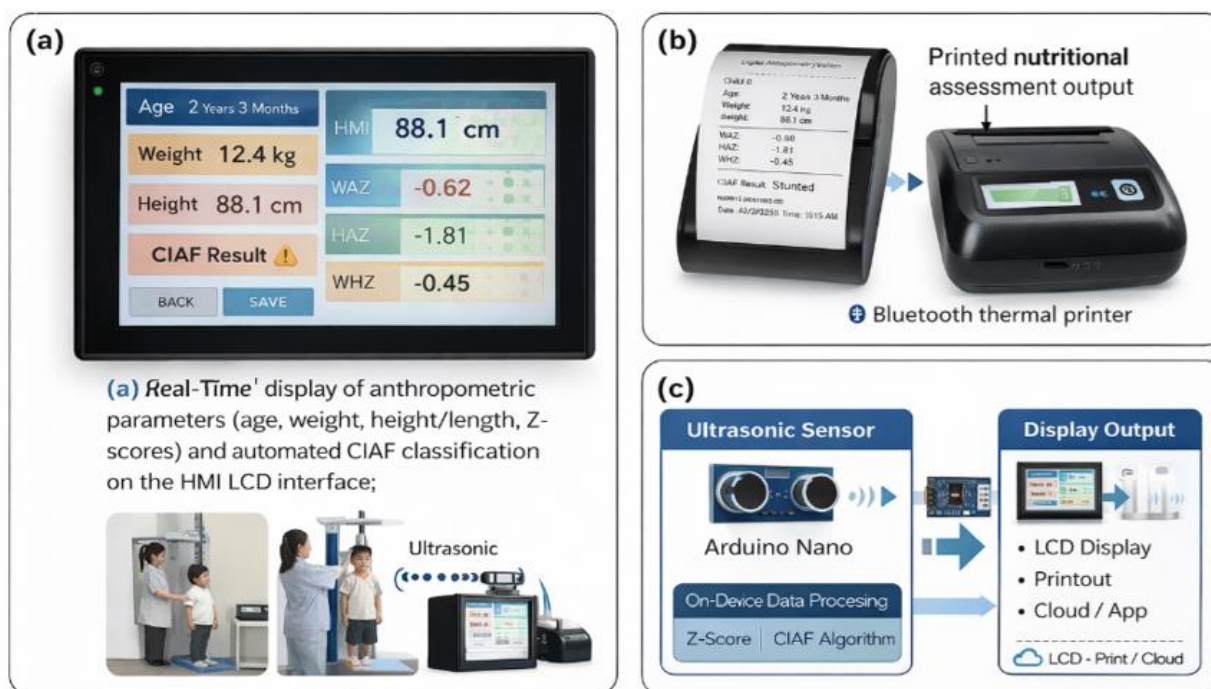 (a)
Age 2 Years 3 Months
Weight 12.4 kg
Height 88.1 cm
CIAF Result
BACK SAVE
HMI 88.1 cm
WAZ -0.62
HAZ -1.81
WHZ -0.45
(a) Real-Time' display of anthropometric
parameters (age, weight, height/length, Z-
scores) and automated CIAF classification
on the HMI LCD interface;
Ultrasonic
(b)
Child
Age: 2 Years 3 Months
Weight: 12.4 kg
88.1 cm
WAZ:
HAZ: -1.81
WHZ: -0.45
CIAF Result: Stunted
Date Time:
Printed nutritional
assessment output
Bluetooth thermal printer
(c)
Ultrasonic Sensor
Arduino Nano
On-Device Data Procesing
Z-Score CIAF Algorithm
Display Output
• LCD Display
• Printout
• Cloud / App
LCD - Print / Cloud